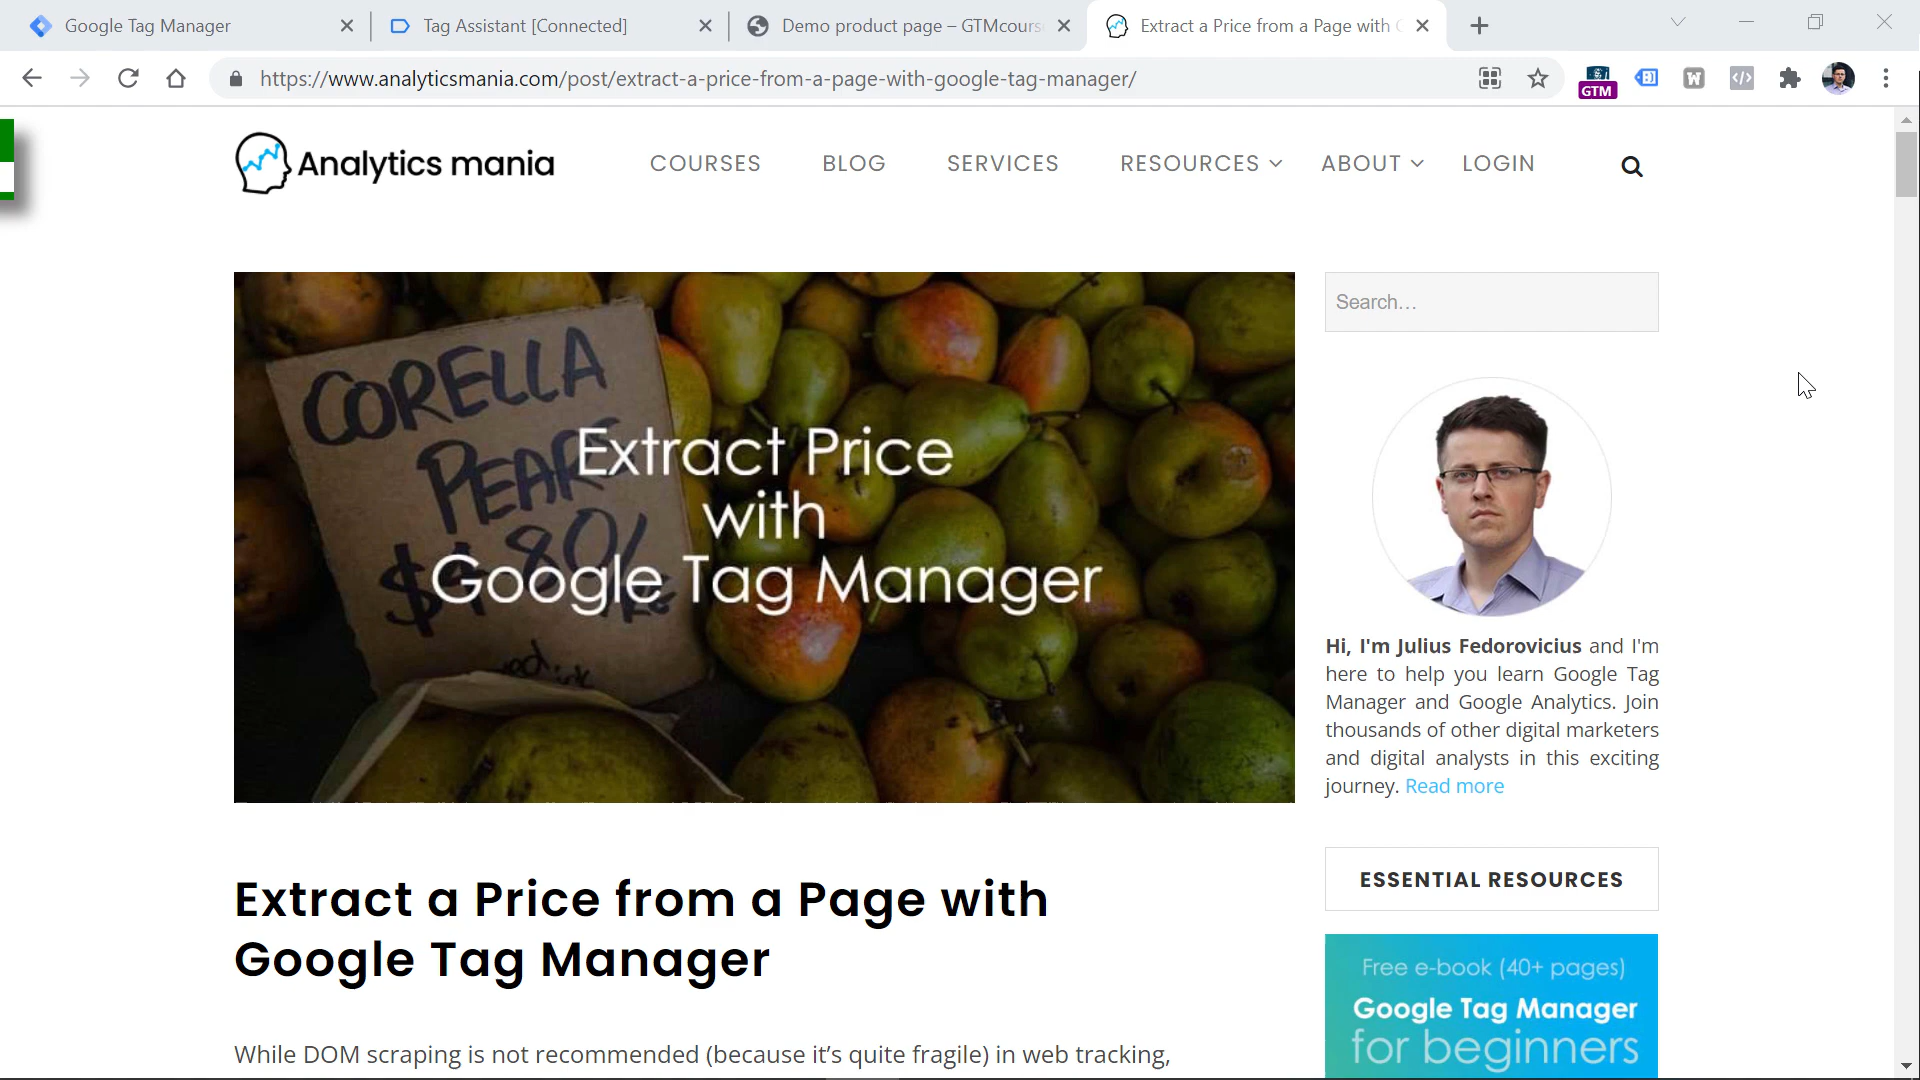 Google Tag Manager
Tag Assistant [Connected]
Demo product page – GTMcours
Extract a Price from a Page with
https://www.analyticsmania.com/post/extract-a-price-from-a-page-with-google-tag-manager/
GTM
W
Analytics mania
COURSES
BLOG
SERVICES
RESOURCES
ABOUT
LOGIN
CORELLA
PEAR
Extract Price
with
Google Tag Manager
Search...
Hi, I'm Julius Fedorovicius and I'm
here to help you learn Google Tag
Manager and Google Analytics. Join
thousands of other digital marketers
and digital analysts in this exciting
journey. Read more
ESSENTIAL RESOURCES
Free e-book (40+ pages)
Google Tag Manager
for beginners
Extract a Price from a Page with
Google Tag Manager
While DOM scraping is not recommended (because it’s quite fragile) in web tracking,